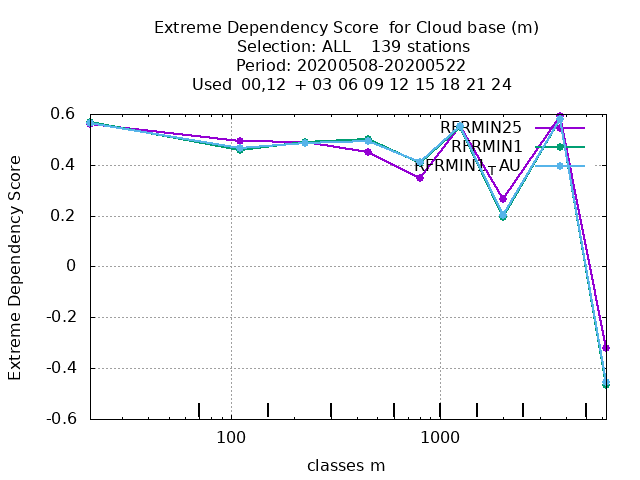 Extreme Dependency Score  for Cloud base (m)
Selection: ALL    139 stations
Period: 20200508-20200522
Used  00,12  + 03 06 09 12 15 18 21 24
Extreme Dependency Score
0.6
0.4
0.2
0
-0.2
-0.4
-0.6
RFRMIN25
RFRMIN1
RFRMIN1_TAU
100
1000
classes m